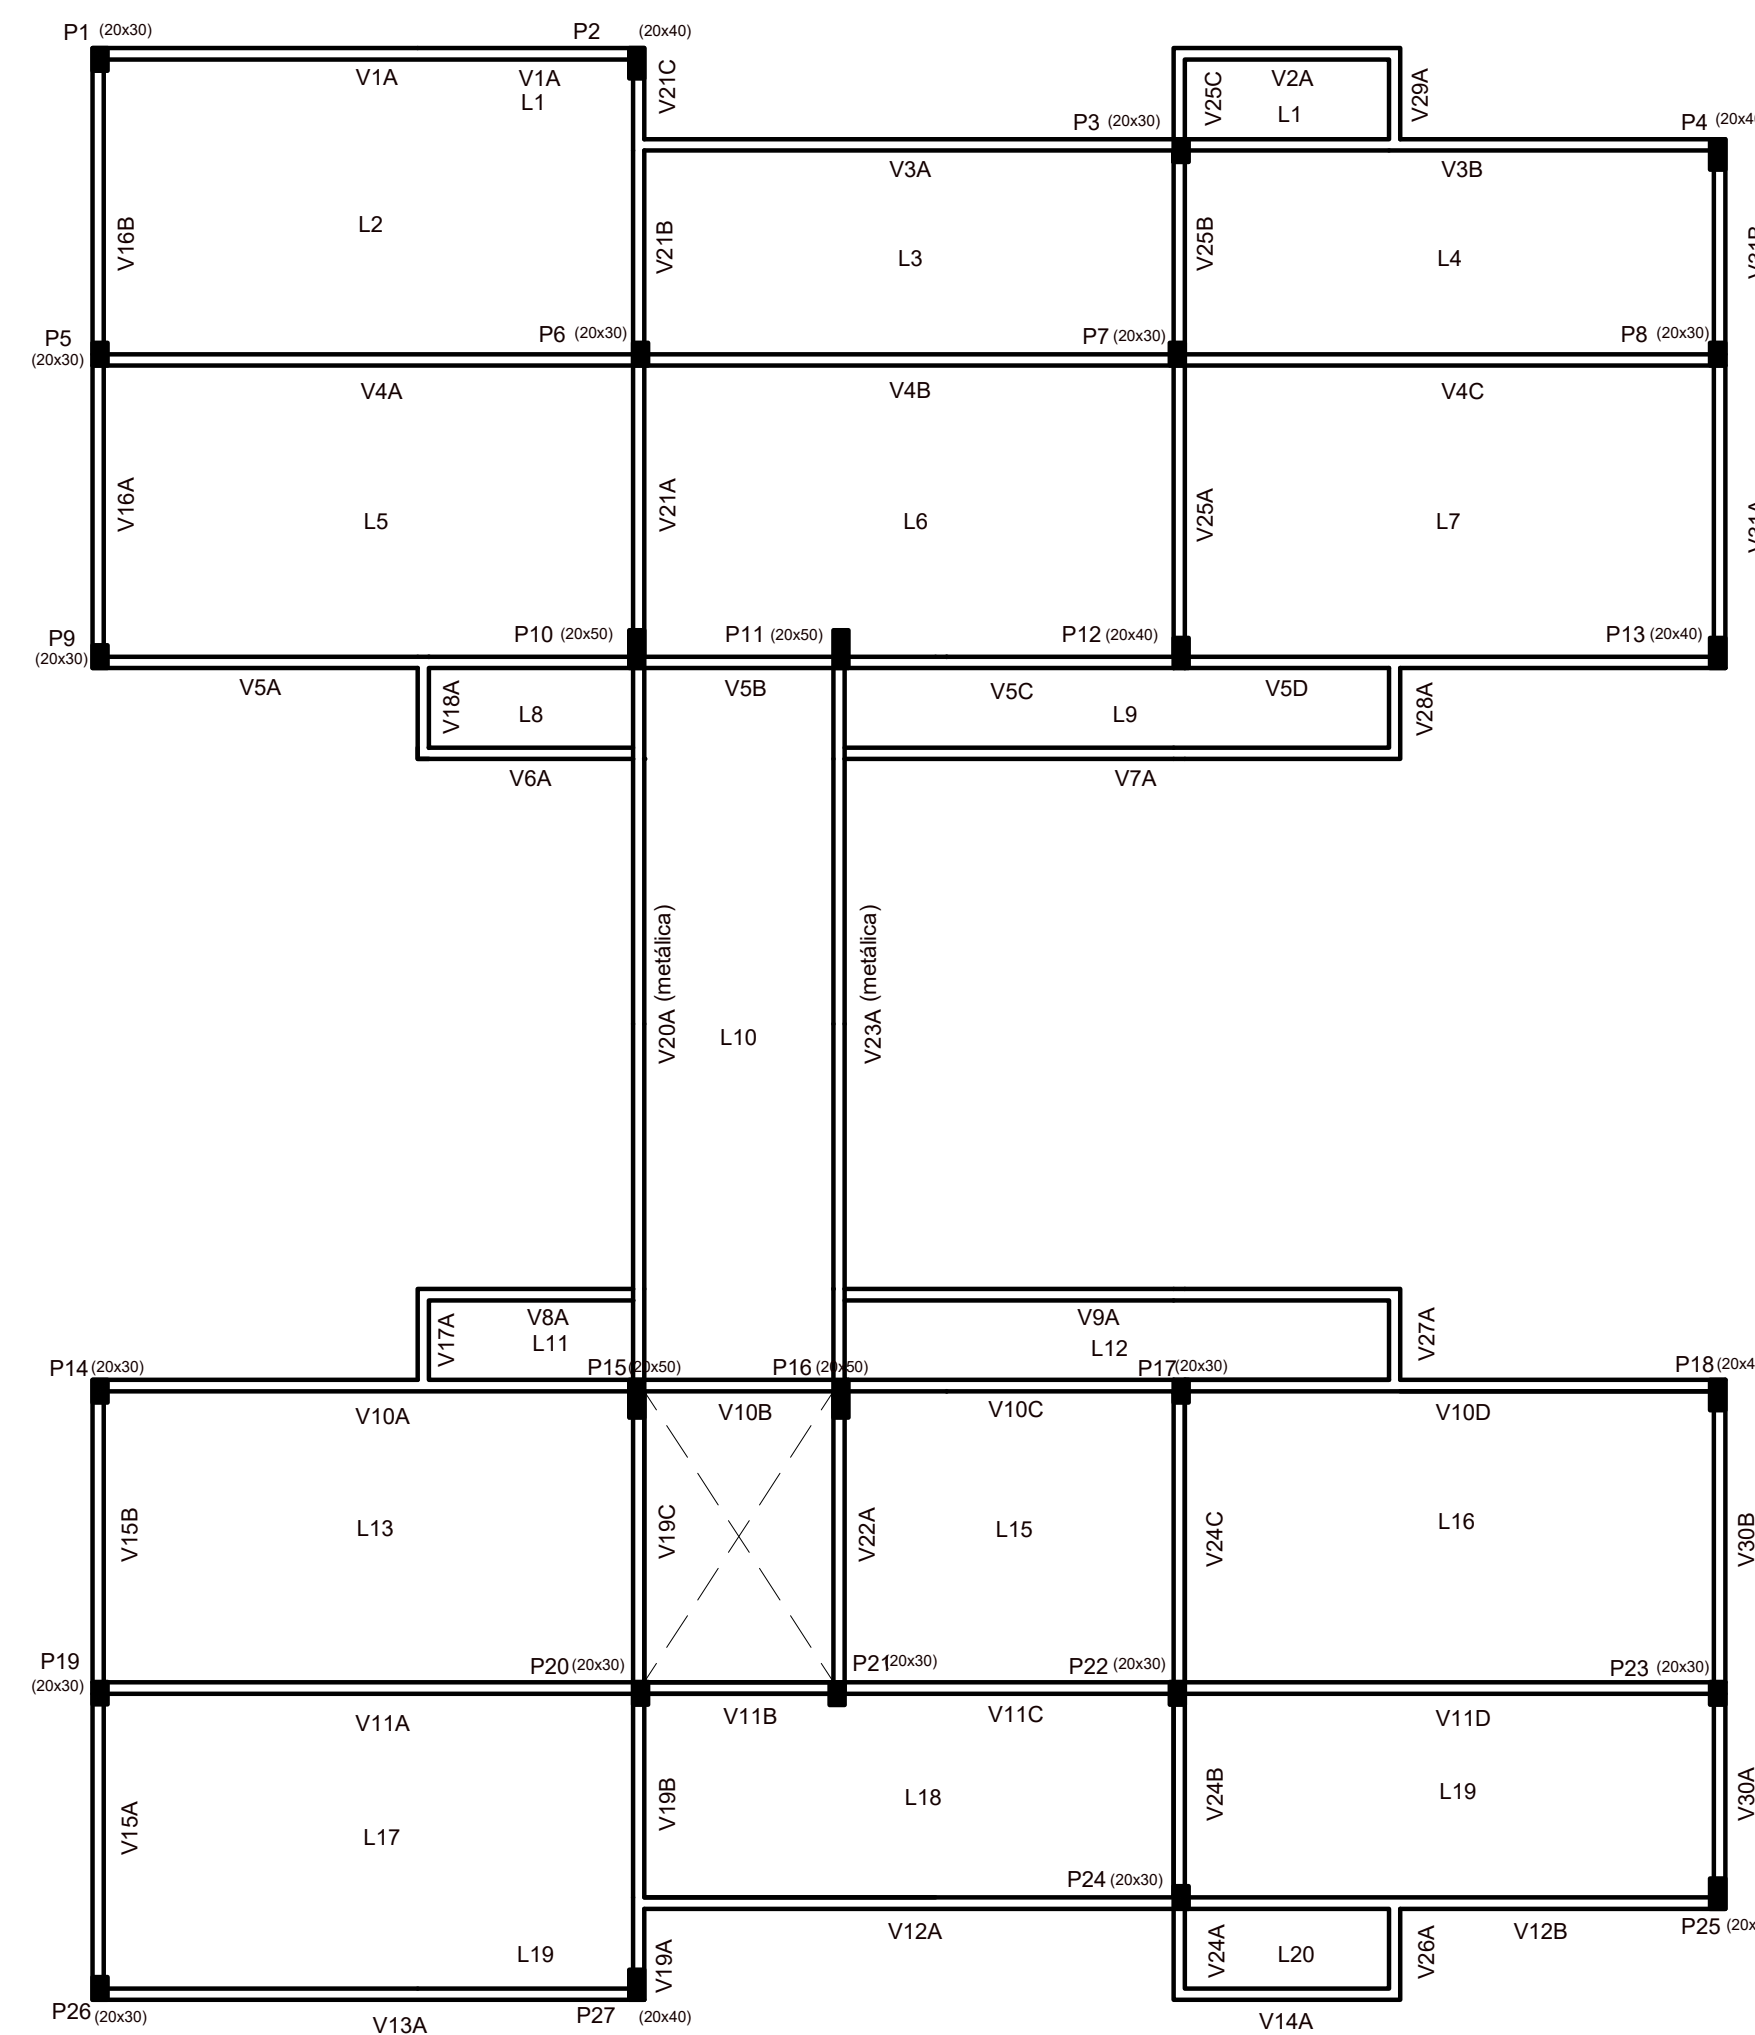 P1 (20x30)
P2 (20x40)
V1A
V1A
L1
V21C
V25C
V2A
L1
V29A
P3 (20x30)
P4
V3A
V3B
V16B
L2
V21B
L3
V25B
L4
P5
(20x30)
P6 (20x30)
P7 (20x30)
P8 (20x30)
V4A
V4B
V4C
V16A
L5
V21A
L6
V25A
L7
P9
(20x30)
P10 (20x50)
P11 (20x50)
P12 (20x40)
P13 (20x40)
V5A
V18A
L8
V5B
V5C
L9
V5D
V28A
V6A
V7A
V20A (metálica)
L10
V23A (metálica)
V17A
V8A
L11
V9A
L12
V27A
P14 (20x30)
P15 (20x50)
P16 (20x50)
P17 (20x30)
P18
V10A
V10B
V10C
V10D
V15B
L13
V19C
V22A
L15
V24C
L16
V30B
P19
(20x30)
P20 (20x30)
P21 (20x30)
P22 (20x30)
P23 (20x30)
V11A
V11B
V11C
V11D
V15A
L17
V19B
L18
V24B
L19
V30A
P24 (20x30)
P25
V12A
V12B
L19
V19A
V24A
L20
V26A
P26 (20x30)
V13A
P27 (20x40)
V14A